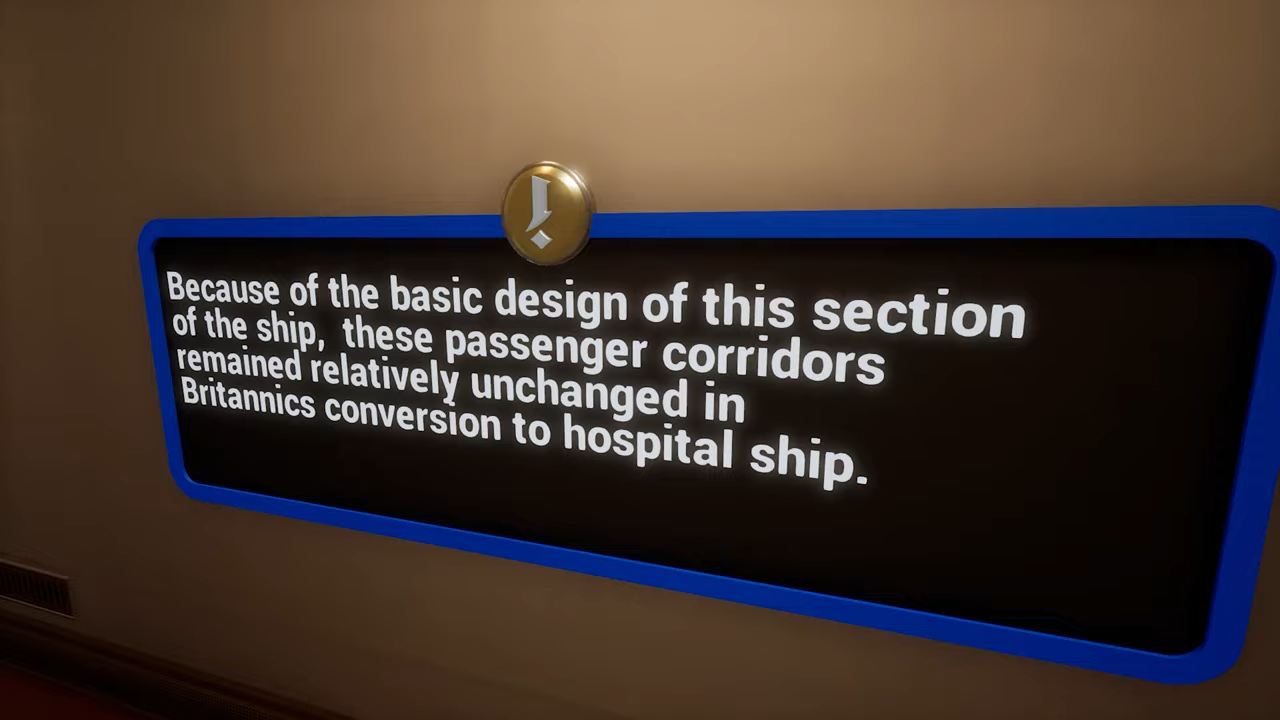 Because of the basic design of this section
of the ship,  these passenger corridors
remained relatively unchanged in
Britannics conversion to hospital ship.